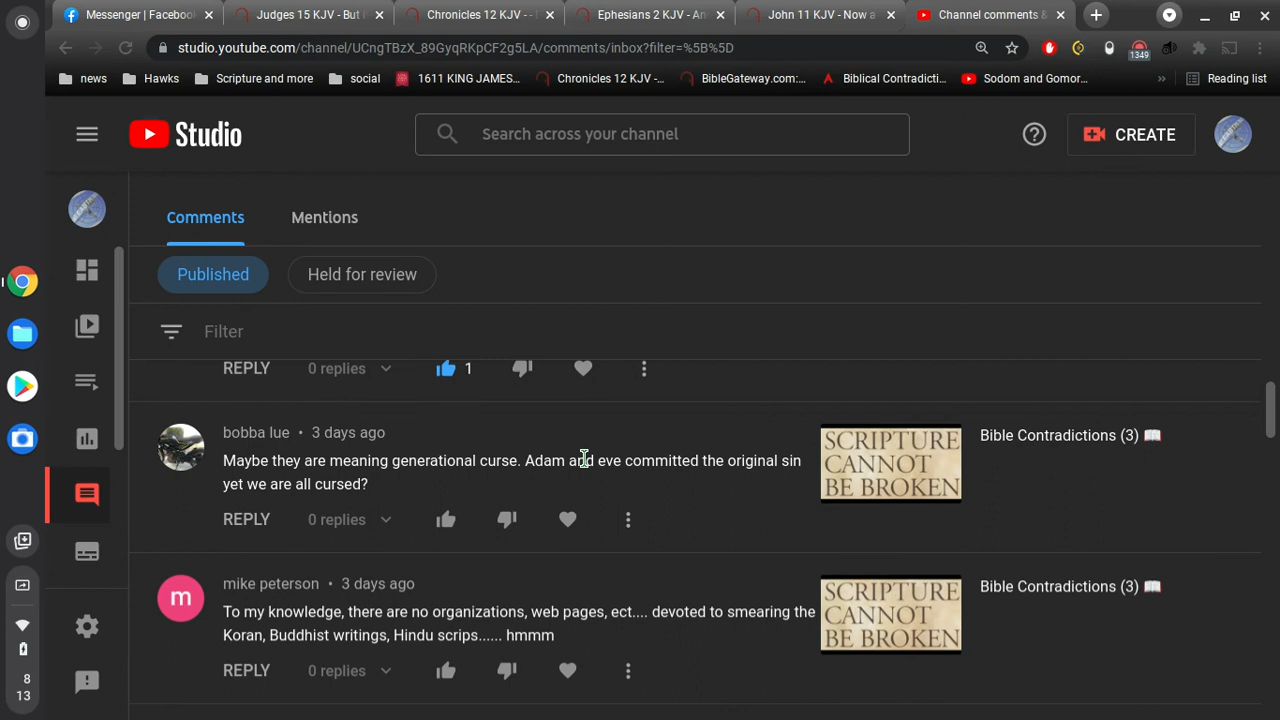 Messenger | Facebook
Judges 15 KJV - But i
Chronicles 12 KJV - -
Ephesians 2 KJV - An
John 11 KJV - Now a
Channel comments &
studio.youtube.com/channel/UCngTBzX_89GyqRKpCF2g5LA/comments/inbox?filter=%5B%5D
1349
news
Hawks
Scripture and more
social
1611 KING JAMES...
Chronicles 12 KJV -...
BibleGateway.com:...
Biblical Contradicti...
Sodom and Gomor...
»
Reading list
Studio
Search across your channel
CREATE
Comments
Mentions
Published
Held for review
Filter
REPLY 0 replies 1
bobba lue • 3 days ago
Maybe they are meaning generational curse. Adam and eve committed the original sin
yet we are all cursed?
REPLY 0 replies
SCRIPTURE
CANNOT
BE BROKEN
Bible Contradictions (3) 📖
m
mike peterson • 3 days ago
To my knowledge, there are no organizations, web pages, ect.... devoted to smearing the
Koran, Buddhist writings, Hindu scrips...... hmmm
REPLY 0 replies
SCRIPTURE
CANNOT
BE BROKEN
Bible Contradictions (3) 📖
8
13